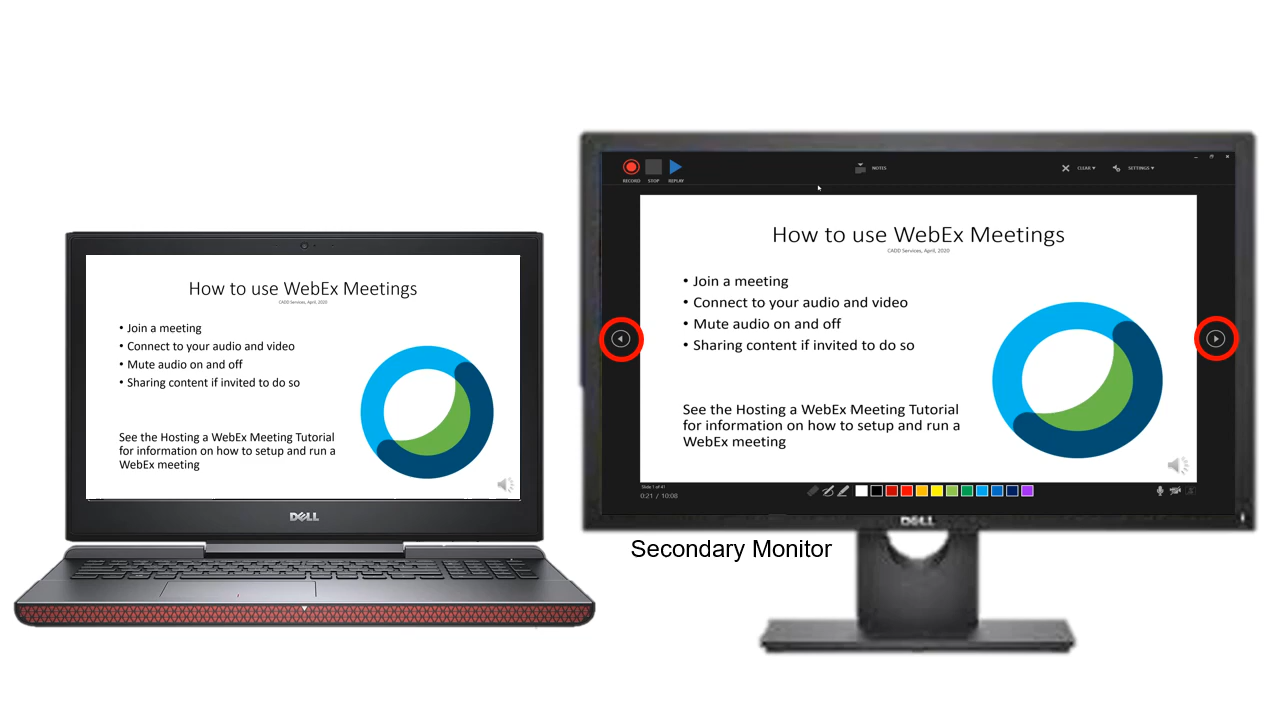 How to use WebEx Meetings
CADD Services, April, 2020
• Join a meeting
• Connect to your audio and video
• Mute audio on and off
• Sharing content if invited to do so
See the Hosting a WebEx Meeting Tutorial
for information on how to setup and run a
WebEx meeting
DELL
RECORD STOP REPLAY
NOTES
CLEAR
SETTINGS
How to use WebEx Meetings
CADD Services, April, 2020
• Join a meeting
• Connect to your audio and video
• Mute audio on and off
• Sharing content if invited to do so
See the Hosting a WebEx Meeting Tutorial
for information on how to setup and run a
WebEx meeting
Slide 1 of 41
0:21 / 10:08
DELL
Secondary Monitor